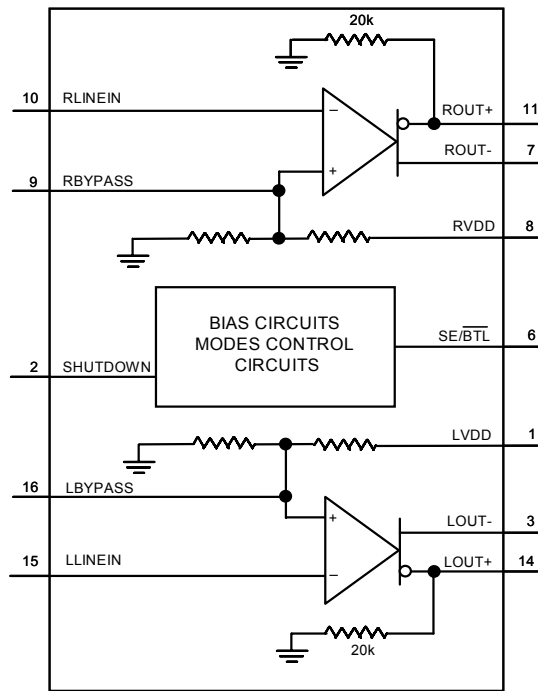 20k
10 RLINEIN ROUT+ 11
ROUT- 7
9 RBYPASS
RVDD 8
BIAS CIRCUITS
MODES CONTROL
CIRCUITS
SE/BTL 6
2 SHUTDOWN
LVDD 1
16 LBYPASS
LOUT- 3
15 LLINEIN LOUT+ 14
20k
+
−
+
−